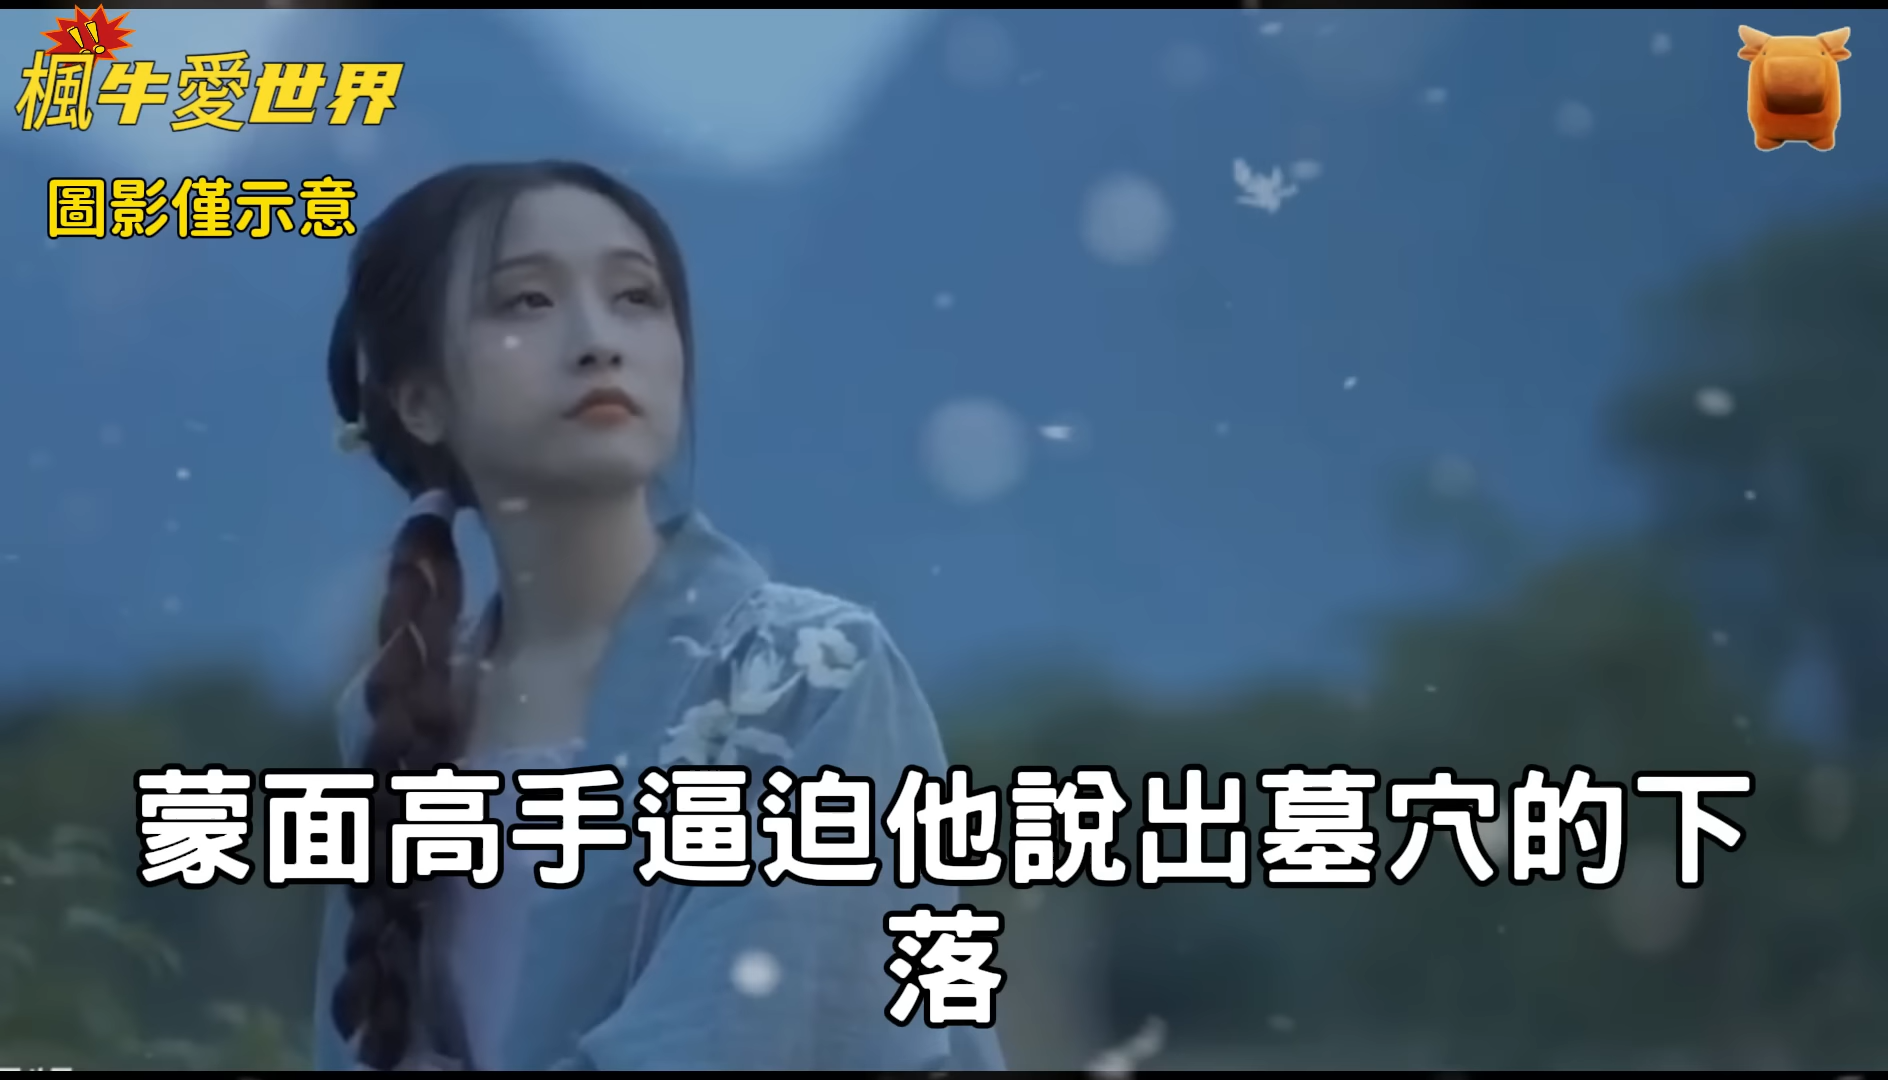 楓牛愛世界
圖影僅示意
蒙面高手逼迫他說出墓穴的下
落